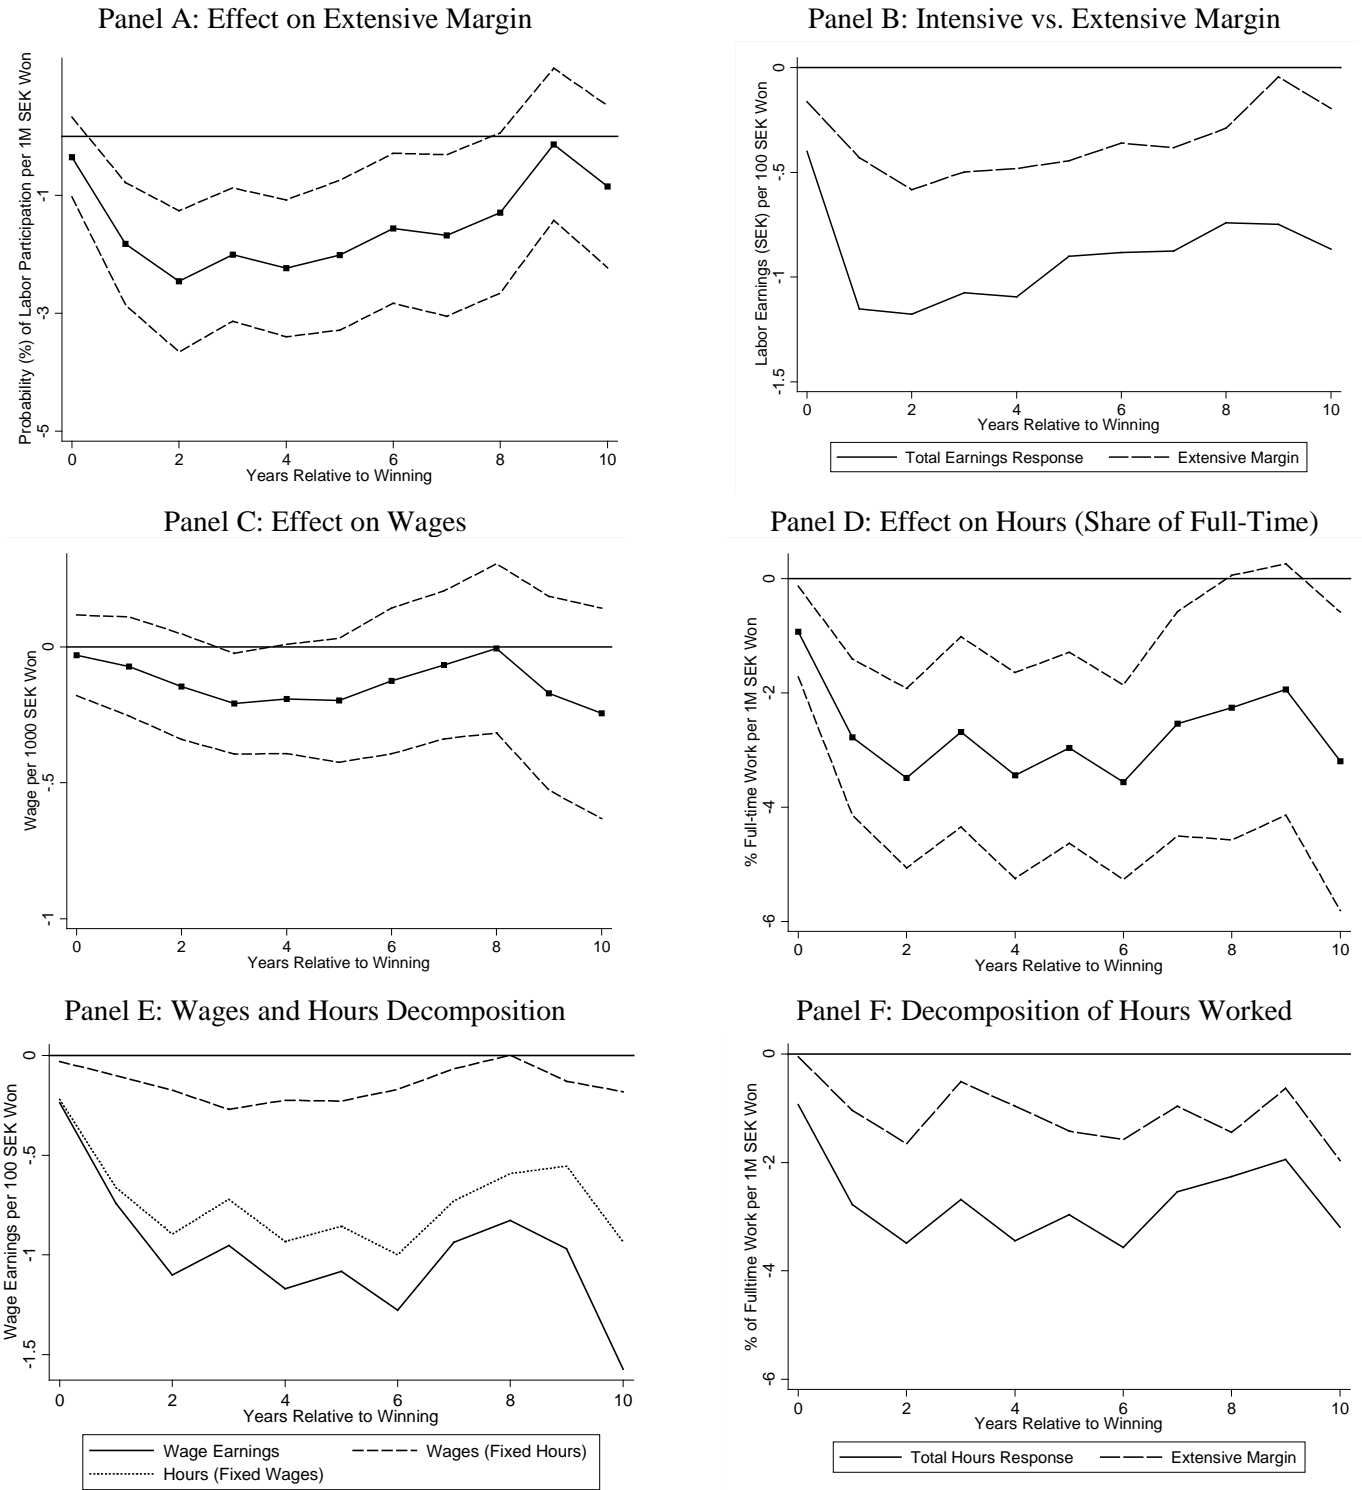 Panel A: Effect on Extensive Margin
Probability (%) of Labor Participation per 1M SEK Won
-1
-3
-5
0 2 4 6 8 10
Years Relative to Winning
Panel B: Intensive vs. Extensive Margin
Labor Earnings (SEK) per 100 SEK Won
0
-.5
-1
-1.5
0 2 4 6 8 10
Years Relative to Winning
Total Earnings Response Extensive Margin
Panel C: Effect on Wages
Wage per 1000 SEK Won
0
-.5
-1
0 2 4 6 8 10
Years Relative to Winning
Panel D: Effect on Hours (Share of Full-Time)
% Full-time Work per 1M SEK Won
0
-2
-4
-6
0 2 4 6 8 10
Years Relative to Winning
Panel E: Wages and Hours Decomposition
Wage Earnings per 100 SEK Won
0
-.5
-1
-1.5
0 2 4 6 8 10
Years Relative to Winning
Wage Earnings Wages (Fixed Hours)
Hours (Fixed Wages)
Panel F: Decomposition of Hours Worked
% of Fulltime Work per 1M SEK Won
0
-2
-4
-6
0 2 4 6 8 10
Years Relative to Winning
Total Hours Response Extensive Margin